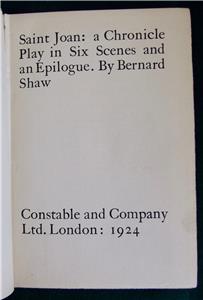 Saint Joan: a Chronicle
Play in Six Scenes and
an Epilogue. By Bernard
Shaw
Constable and Company
Ltd. London: 1924